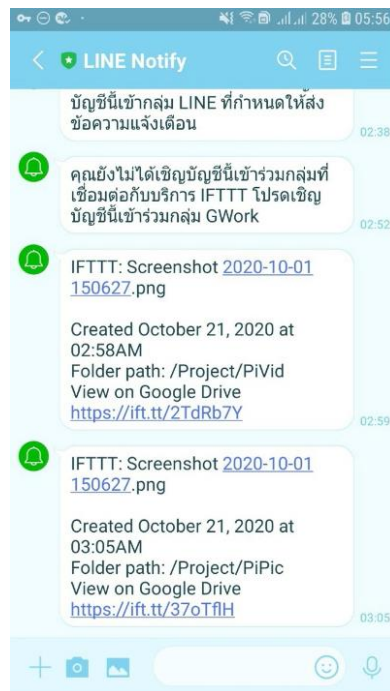 28% 05:56
LINE Notify
บัญชีนี้เข้ากลุ่ม LINE ที่กำหนดให้ส่ง
ข้อความแจ้งเตือน
02:38
คุณยังไม่ได้เชิญบัญชีนี้เข้าร่วมกลุ่มที่
เชื่อมต่อกับบริการ IFTTT โปรดเชิญ
บัญชีนี้เข้าร่วมกลุ่ม GWork
02:52
IFTTT: Screenshot 2020-10-01
150627.png
Created October 21, 2020 at
02:58AM
Folder path: /Project/PiVid
View on Google Drive
https://ift.tt/2TdRb7Y
02:59
IFTTT: Screenshot 2020-10-01
150627.png
Created October 21, 2020 at
03:05AM
Folder path: /Project/PiPic
View on Google Drive
https://ift.tt/37oTflH
03:05